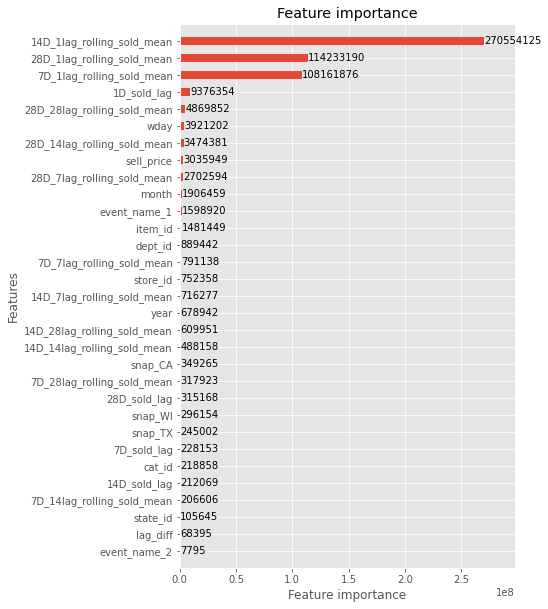 Feature importance
14D_1lag_rolling_sold_mean 270554125
28D_1lag_rolling_sold_mean 114233190
7D_1lag_rolling_sold_mean 108161876
1D_sold_lag 9376354
28D_28lag_rolling_sold_mean 4869852
wday 3921202
28D_14lag_rolling_sold_mean 3474381
sell_price 3035949
28D_7lag_rolling_sold_mean 2702594
month 1906459
event_name_1 1598920
item_id 1481449
dept_id 889442
7D_7lag_rolling_sold_mean 791138
store_id 752358
14D_7lag_rolling_sold_mean 716277
year 678942
14D_28lag_rolling_sold_mean 609951
14D_14lag_rolling_sold_mean 488158
snap_CA 349265
7D_28lag_rolling_sold_mean 317923
28D_sold_lag 315168
snap_WI 296154
snap_TX 245002
7D_sold_lag 228153
cat_id 218858
14D_sold_lag 212069
7D_14lag_rolling_sold_mean 206606
state_id 105645
lag_diff 68395
event_name_2 7795
Features
0.0 0.5 1.0 1.5 2.0 2.5
1e8
Feature importance